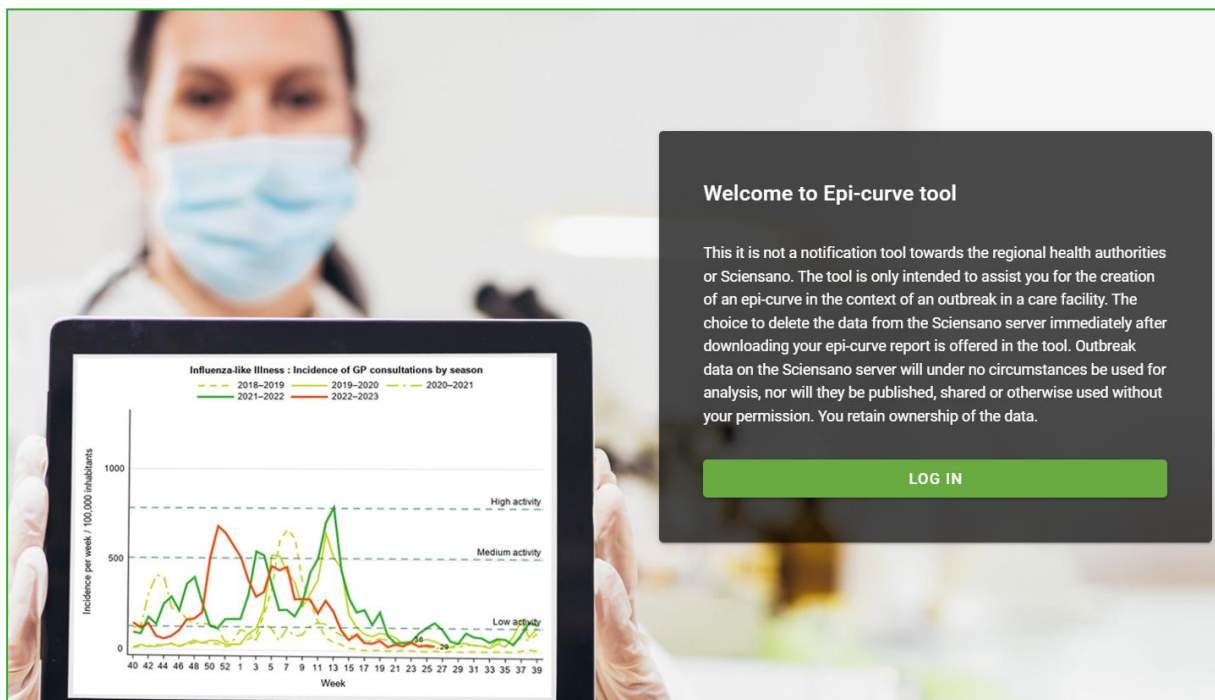 Welcome to Epi-curve tool
This it is not a notification tool towards the regional health authorities
or Sciensano. The tool is only intended to assist you for the creation
of an epi-curve in the context of an outbreak in a care facility. The
choice to delete the data from the Sciensano server immediately after
downloading your epi-curve report is offered in the tool. Outbreak
data on the Sciensano server will under no circumstances be used for
analysis, nor will they be published, shared or otherwise used without
your permission. You retain ownership of the data.
LOG IN
Influenza-like Illness : Incidence of GP consultations by season
2018–2019 2019–2020 2020–2021
2021–2022 2022–2023
Incidence per week / 100,000 inhabitants
1000
High activity
500
Medium activity
Low activity
0
16
29
40 42 44 46 48 50 52 1 3 5 7 9 11 13 15 17 19 21 23 25 27 29 31 33 35 37 39
Week